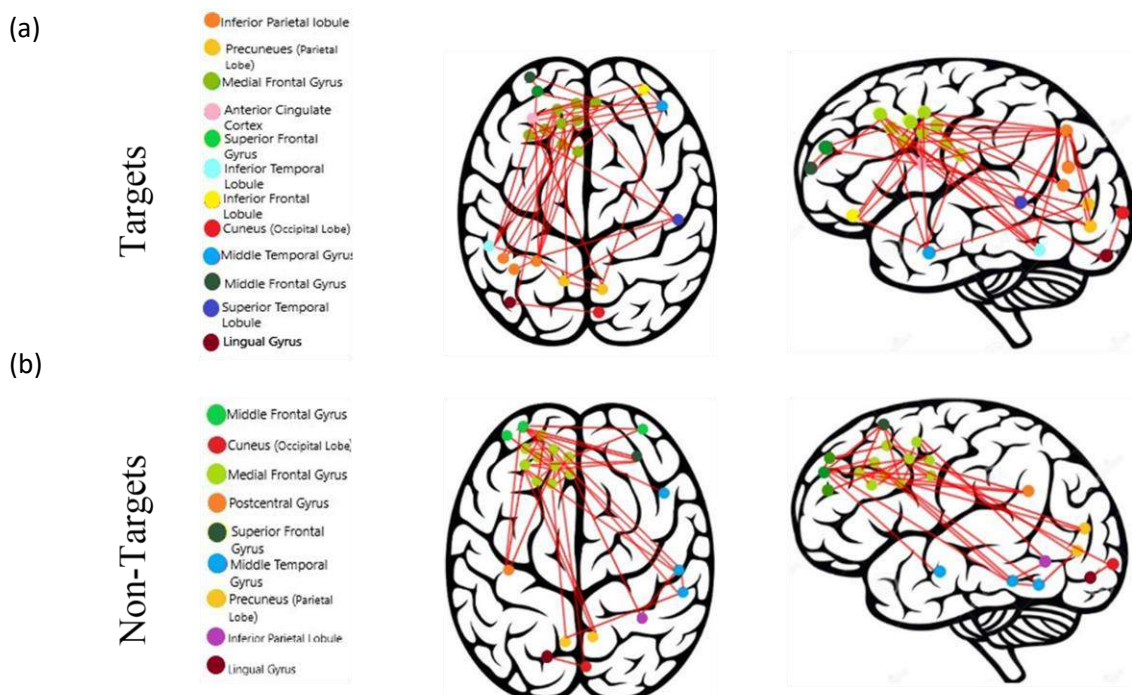 (a)
Targets
Inferior Parietal lobule
Precuneues (Parietal
Lobe)
Medial Frontal Gyrus
Anterior Cingulate
Cortex
Superior Frontal
Gyrus
Inferior Temporal
Lobule
Inferior Frontal
Lobule
Cuneus (Occipital Lobe)
Middle Temporal Gyrus
Middle Frontal Gyrus
Superior Temporal
Lobule
Lingual Gyrus
(b)
Non-Targets
Middle Frontal Gyrus
Cuneus (Occipital Lobe)
Medial Frontal Gyrus
Postcentral Gyrus
Superior Frontal
Gyrus
Middle Temporal
Gyrus
Precuneus (Parietal
Lobe)
Inferior Parietal Lobule
Lingual Gyrus